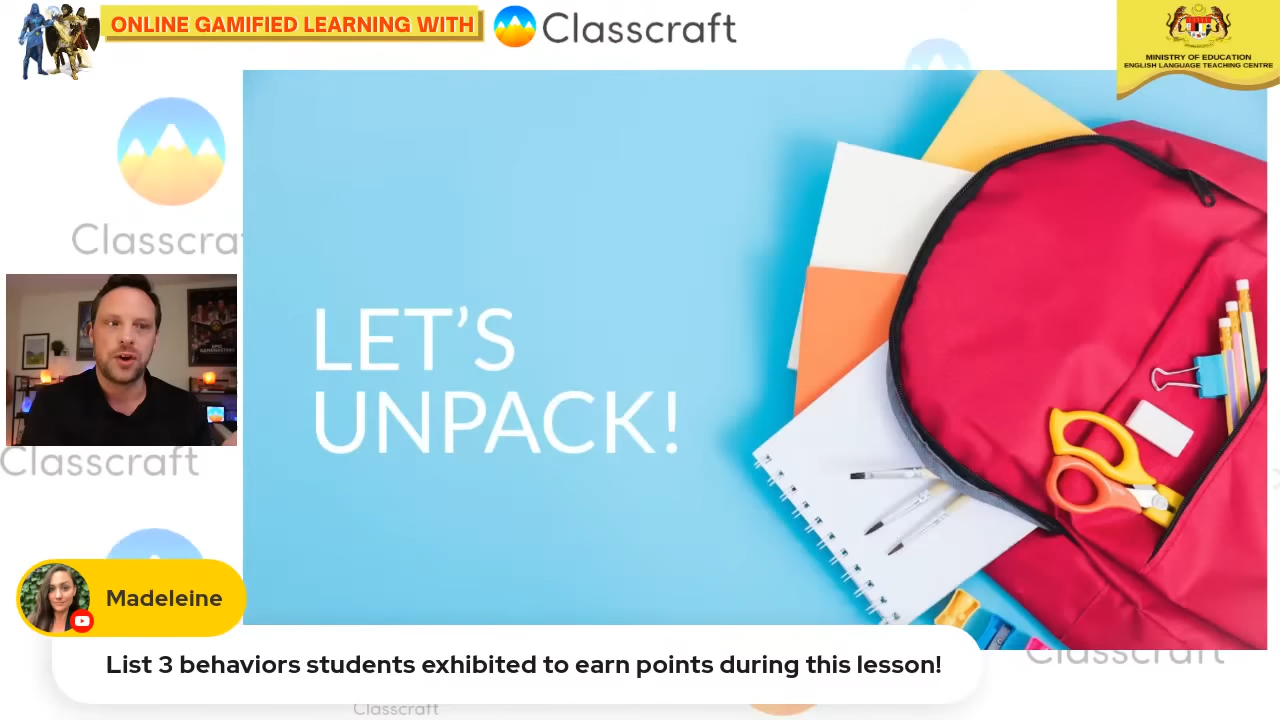 ONLINE GAMIFIED LEARNING WITH
Classcraft
MINISTRY OF EDUCATION
ENGLISH LANGUAGE TEACHING CENTRE
Classcra
LET'S
UNPACK!
Classcraft
Madeleine
List 3 behaviors students exhibited to earn points during this lesson!
Classcraft
Classcraft